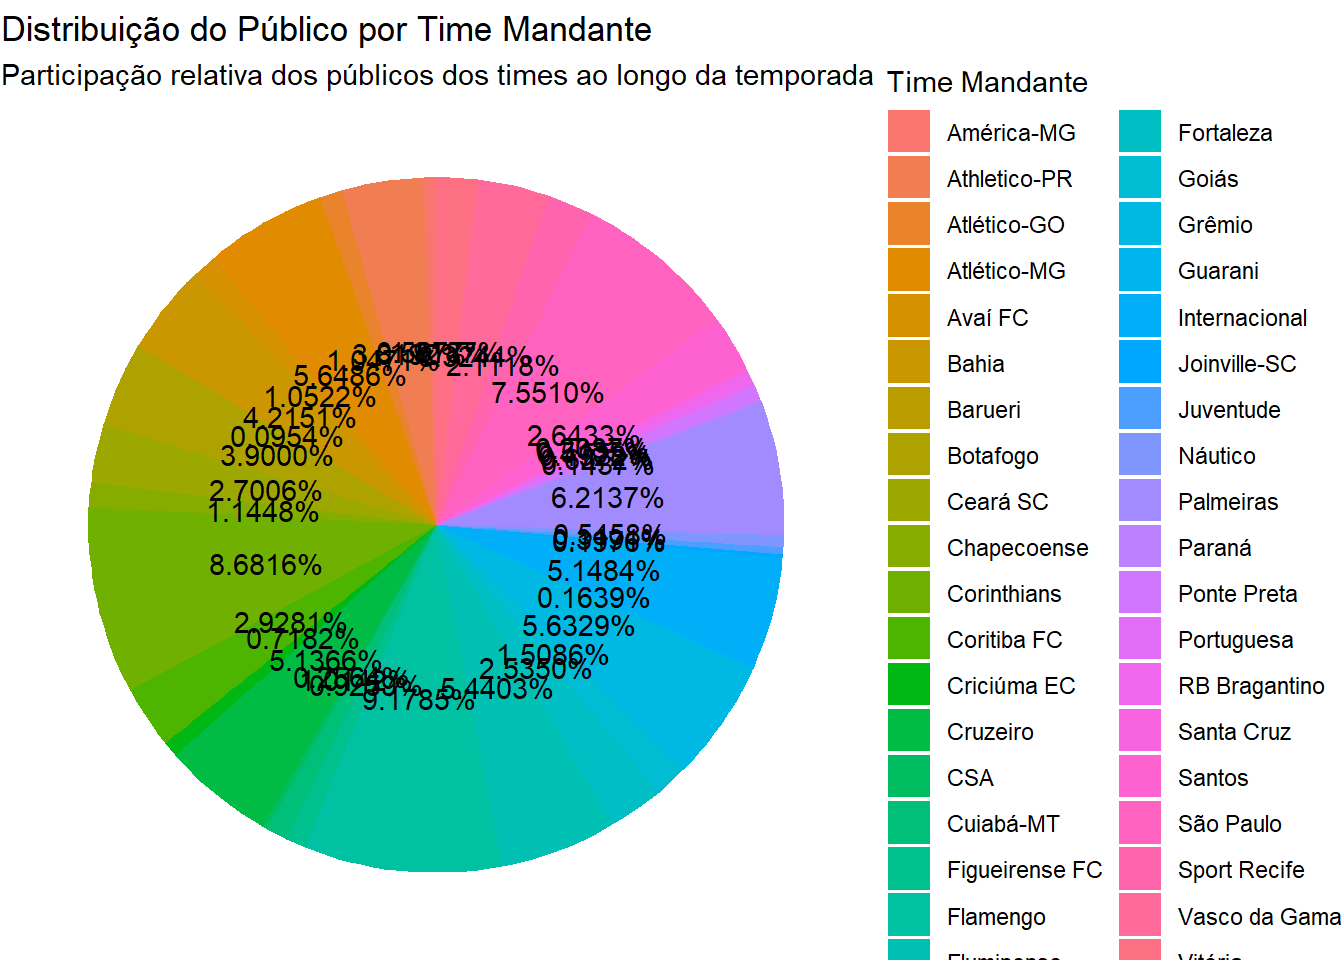 Distribuição do Público por Time Mandante
Participação relativa dos públicos dos times ao longo da temporada
Time Mandante
América-MG
Athletico-PR
Atlético-GO
Atlético-MG
Avaí FC
Bahia
Barueri
Botafogo
Ceará SC
Chapecoense
Corinthians
Coritiba FC
Criciúma EC
Cruzeiro
CSA
Cuiabá-MT
Figueirense FC
Flamengo
Fluminense
Fortaleza
Goiás
Grêmio
Guarani
Internacional
Joinville-SC
Juventude
Náutico
Palmeiras
Paraná
Ponte Preta
Portuguesa
RB Bragantino
Santa Cruz
Santos
São Paulo
Sport Recife
Vasco da Gama
Vitória
2.1118%
7.5510%
2.6433%
6.2137%
5.1484%
0.1639%
5.6329%
1.5086%
2.5350%
5.4403%
9.1785%
5.1366%
0.7182%
2.9281%
8.6816%
1.1448%
2.7006%
3.9000%
0.0954%
4.2151%
1.0522%
5.6486%